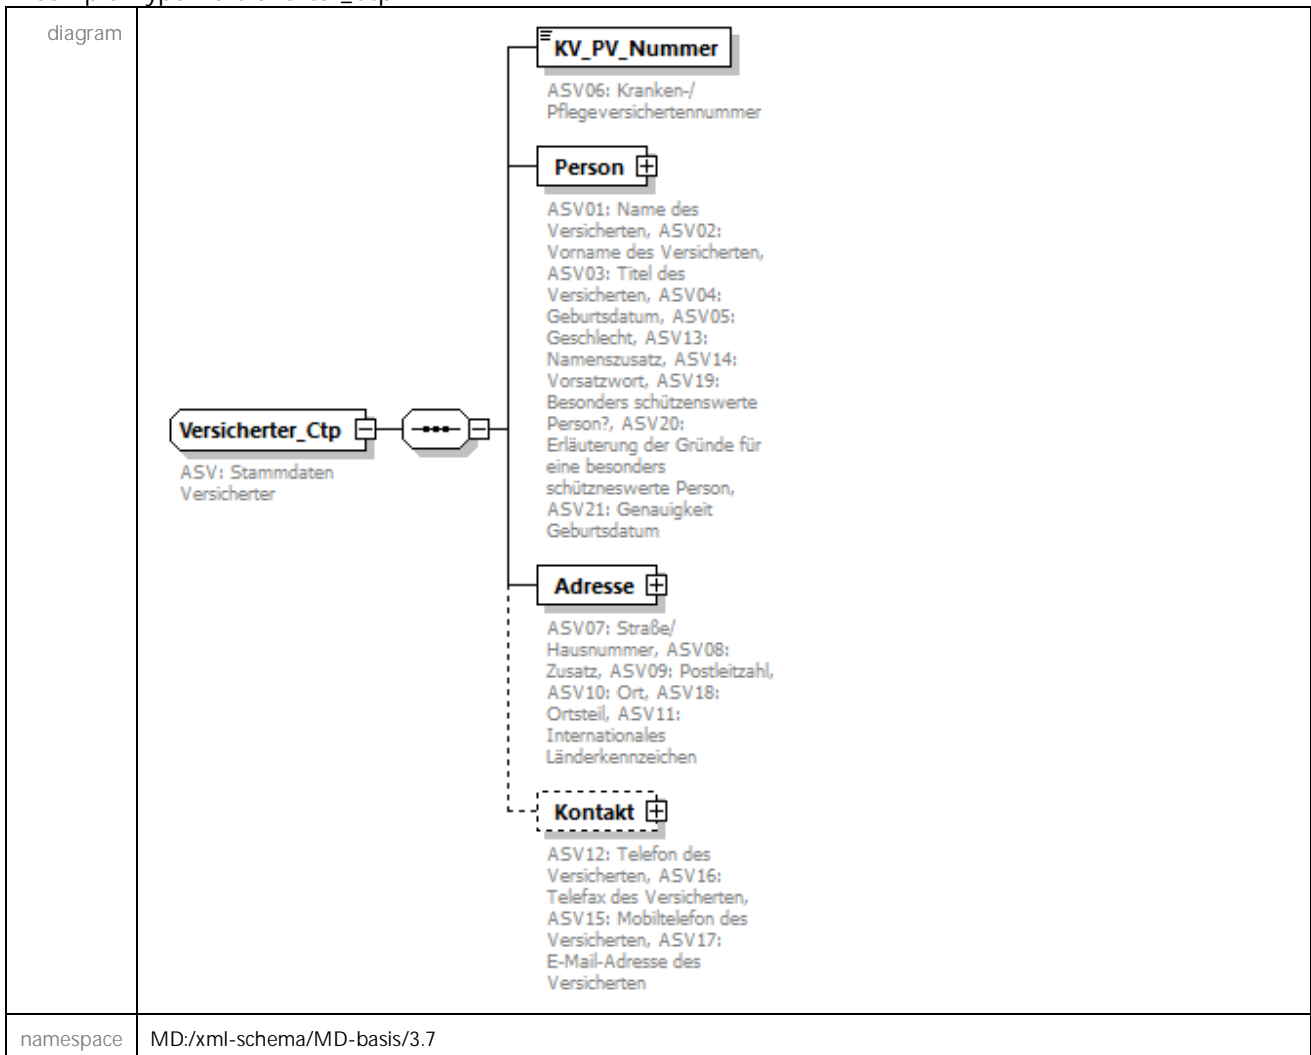 diagram
KV_PV_Nummer
ASV06: Kranken-/
Pflegeversichertennummer
Person
ASV01: Name des
Versicherten, ASV02:
Vorname des Versicherten,
ASV03: Titel des
Versicherten, ASV04:
Geburtsdatum, ASV05:
Geschlecht, ASV13:
Namenszusatz, ASV14:
Vorsatzwort, ASV19:
Besonders schützenswerte
Person?, ASV20:
Erläuterung der Gründe für
eine besonders
schützneswerte Person,
ASV21: Genauigkeit
Geburtsdatum
Versicherter_Ctp
ASV: Stammdaten
Versicherter
Adresse
ASV07: Straße/
Hausnummer, ASV08:
Zusatz, ASV09: Postleitzahl,
ASV10: Ort, ASV18:
Ortsteil, ASV11:
Internationales
Länderkennzeichen
Kontakt
ASV12: Telefon des
Versicherten, ASV16:
Telefax des Versicherten,
ASV15: Mobiltelefon des
Versicherten, ASV17:
E-Mail-Adresse des
Versicherten
namespace MD:/xml-schema/MD-basis/3.7